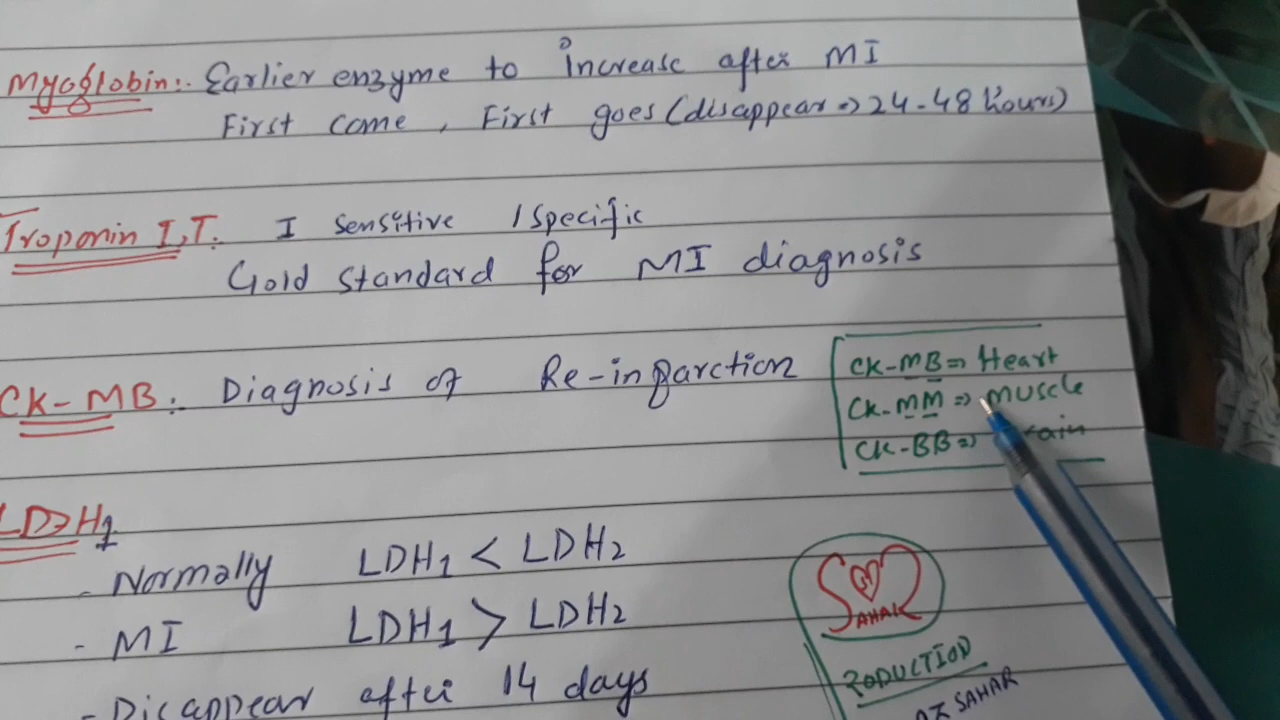 Myoglobin:. Earlier enzyme to increase after MI
First come, First goes (disappear => 24-48 hours)
Troponin I,T. I sensitive / specific
Gold standard for MI diagnosis
CK-MB: Diagnosis of Re-infarction
CK-MB => Heart
CK-MM => muscle
CK-BB =>
LDH1
- Normally LDH1 < LDH2
- MI LDH1 > LDH2
- Disappear after 14 days
SAHAR
PRODUCTION
SAHAR